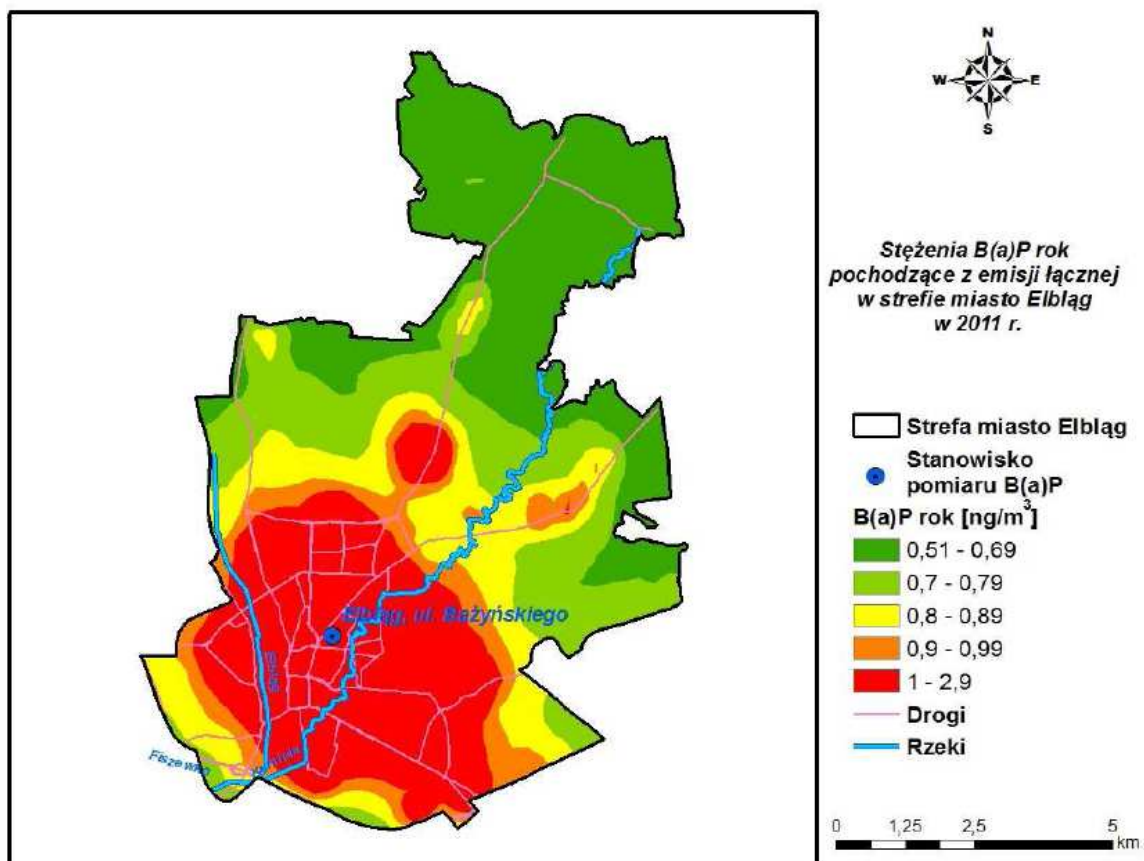 N
W E
S
Stężenia B(a)P rok
pochodzące z emisji łącznej
w strefie miasto Elbląg
w 2011 r.
Strefa miasto Elbląg
Stanowisko
pomiaru B(a)P
B(a)P rok [ng/m³]
0,51 - 0,69
0,7 - 0,79
0,8 - 0,89
0,9 - 0,99
1 - 2,9
Drogi
Rzeki
0 1,25 2,5 5
km
Elbląg, ul. Bażyńskiego
Elbląg
Fiszewka